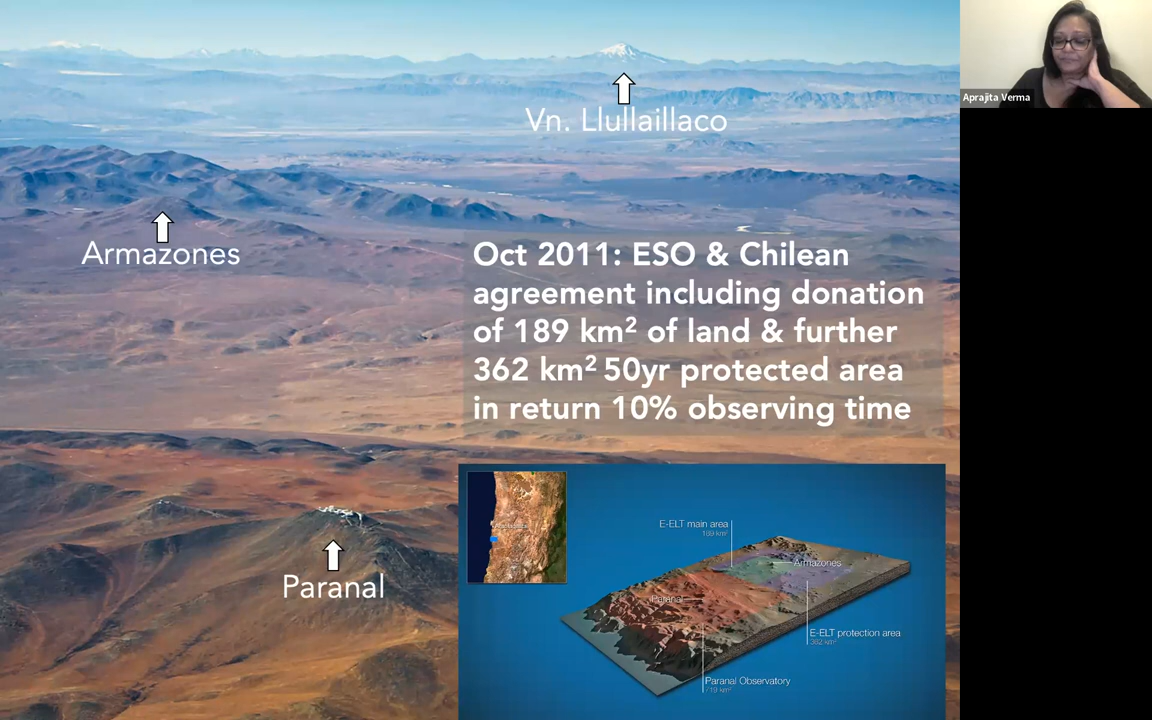 Vn. Llullaillaco
Armazones
Oct 2011: ESO & Chilean
agreement including donation
of 189 km² of land & further
362 km² 50yr protected area
in return 10% observing time
Paranal
E-ELT main area
189 km²
Armazones
Paranal
E-ELT protection area
362 km²
Paranal Observatory
719 km²
Aprajita Verma